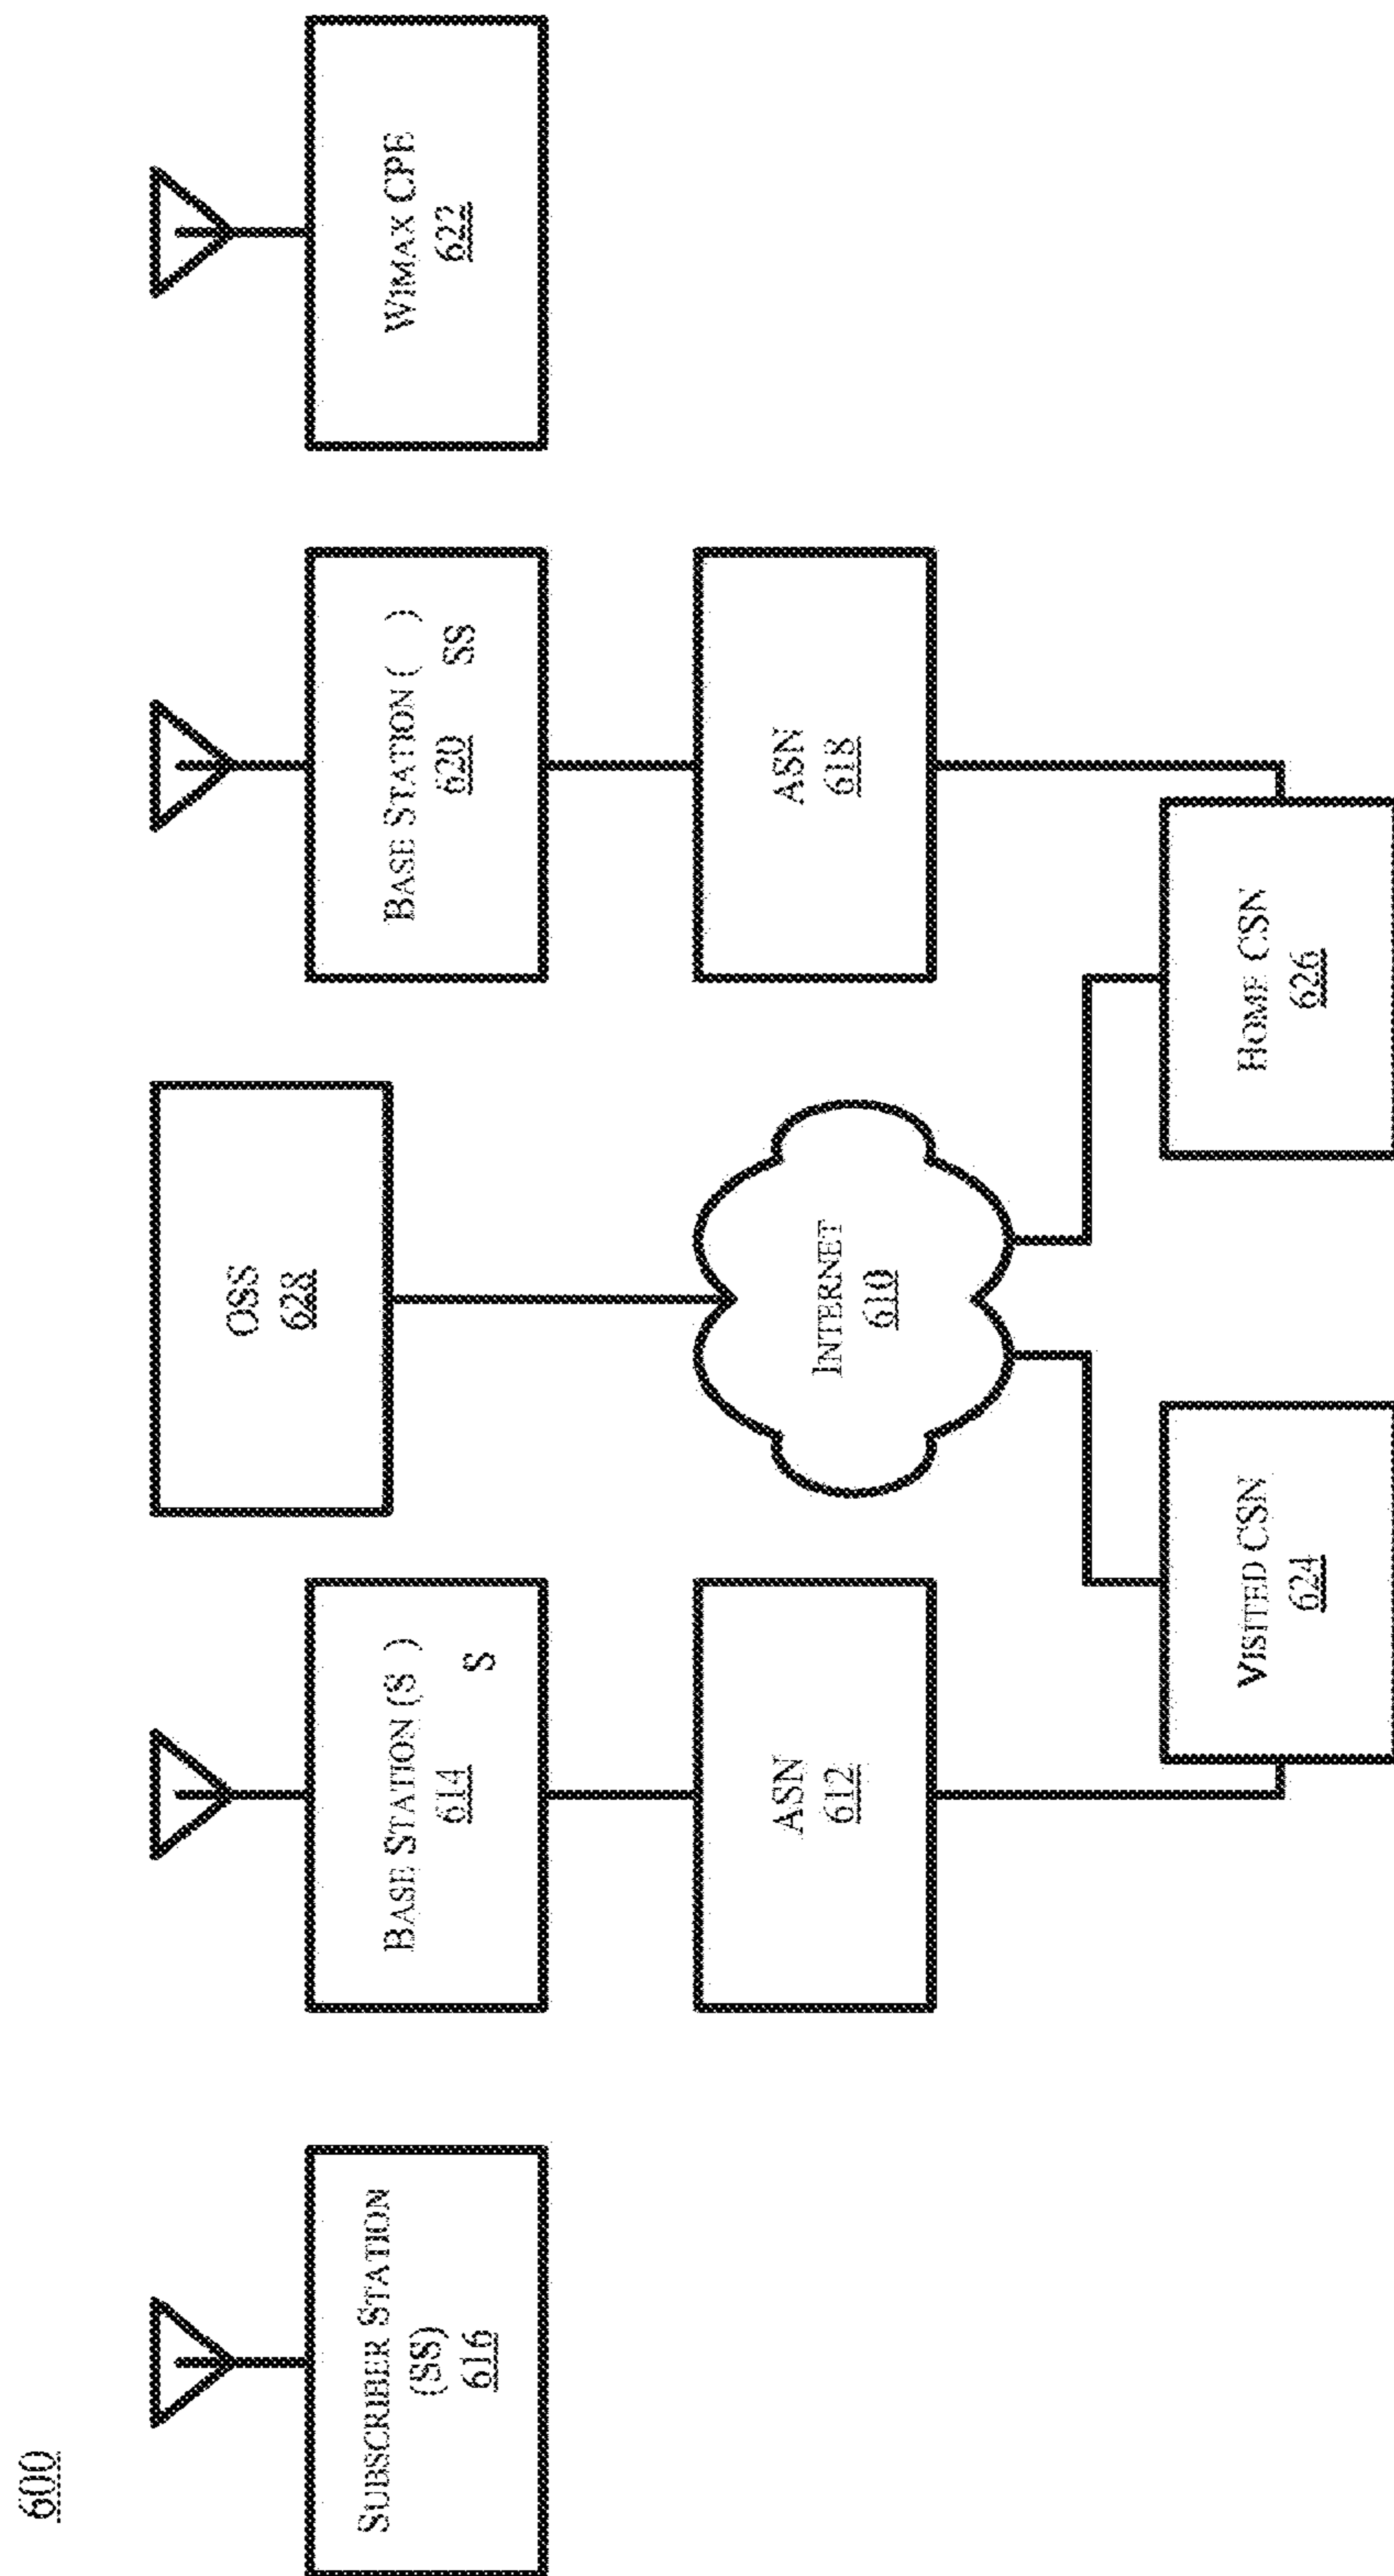 600
SUBSCRIBER STATION
(SS)
616
BASE STATION (S )
S
614
OSS
628
BASE STATION ( )
SS
620
WIMAX CPE
622
ASN
612
INTERNET
610
ASN
618
VISITED CSN
624
HOME CSN
626